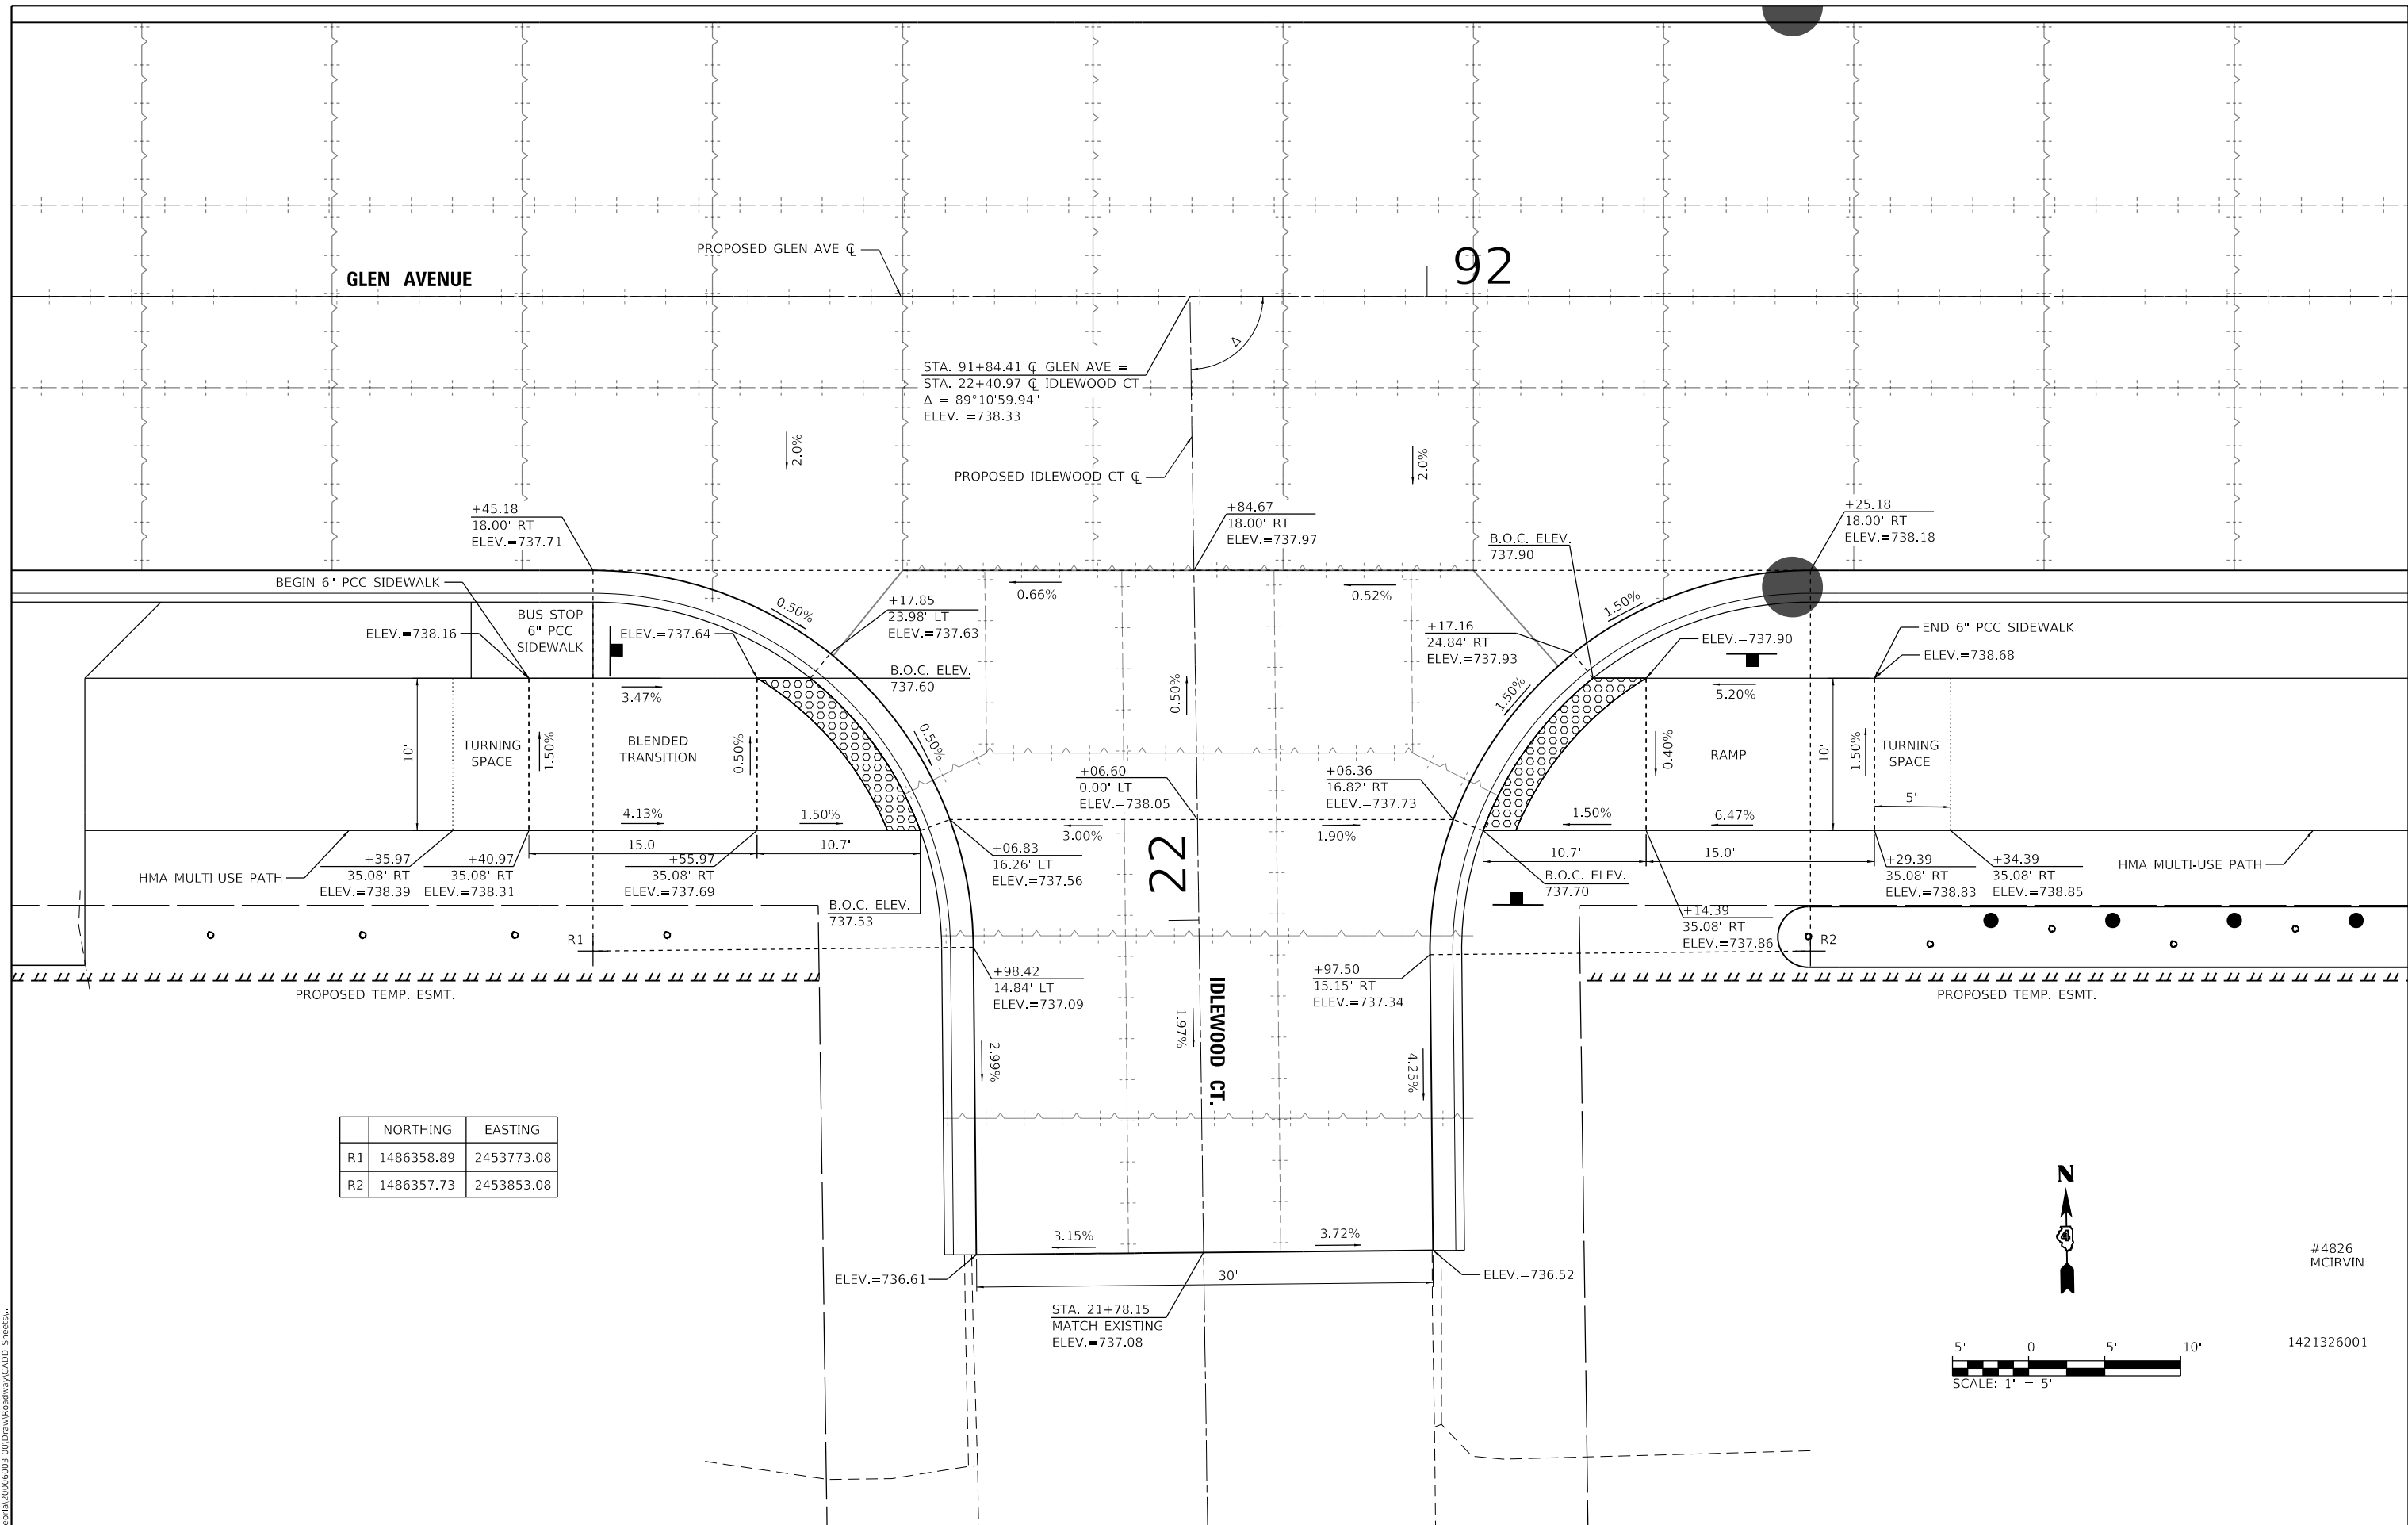 92
PROPOSED GLEN AVE ℄
GLEN AVENUE
Δ
STA. 91+84.41 ℄ GLEN AVE =
STA. 22+40.97 ℄ IDLEWOOD CT
Δ = 89°10'59.94"
ELEV. =738.33
2.0%
2.0%
PROPOSED IDLEWOOD CT ℄
+45.18
18.00' RT
ELEV.=737.71
+84.67
18.00' RT
ELEV.=737.97
B.O.C. ELEV.
737.90
+25.18
18.00' RT
ELEV.=738.18
BEGIN 6" PCC SIDEWALK
BUS STOP
6" PCC
SIDEWALK
ELEV.=738.16
ELEV.=737.64
0.50%
+17.85
23.98' LT
ELEV.=737.63
B.O.C. ELEV.
737.60
0.66%
0.52%
1.50%
+17.16
24.84' RT
ELEV.=737.93
ELEV.=737.90
END 6" PCC SIDEWALK
ELEV.=738.68
3.47%
0.50%
1.50%
5.20%
10'
TURNING
SPACE
1.50%
BLENDED
TRANSITION
0.50%
0.50%
0.40%
RAMP
10'
1.50%
TURNING
SPACE
5'
+06.60
0.00' LT
ELEV.=738.05
+06.36
16.82' RT
ELEV.=737.73
4.13%
1.50%
3.00%
1.90%
1.50%
6.47%
15.0'
10.7'
22
10.7'
15.0'
HMA MULTI-USE PATH
+35.97
35.08' RT
ELEV.=738.39
+40.97
35.08' RT
ELEV.=738.31
+55.97
35.08' RT
ELEV.=737.69
+06.83
16.26' LT
ELEV.=737.56
B.O.C. ELEV.
737.53
B.O.C. ELEV.
737.70
+29.39
35.08' RT
ELEV.=738.83
+34.39
35.08' RT
ELEV.=738.85
HMA MULTI-USE PATH
+14.39
35.08' RT
ELEV.=737.86
R1
R2
+98.42
14.84' LT
ELEV.=737.09
+97.50
15.15' RT
ELEV.=737.34
PROPOSED TEMP. ESMT.
PROPOSED TEMP. ESMT.
2.99%
1.97%
IDLEWOOD CT.
4.25%
NORTHING EASTING
R1 1486358.89 2453773.08
R2 1486357.73 2453853.08
3.15%
3.72%
ELEV.=736.61
30'
ELEV.=736.52
STA. 21+78.15
MATCH EXISTING
ELEV.=737.08
N
4
#4826
MCIRVIN
1421326001
5' 0 5' 10'
SCALE: 1" = 5'
eoria\20006003-00\Draw\Roadway\CADD_Sheets\..